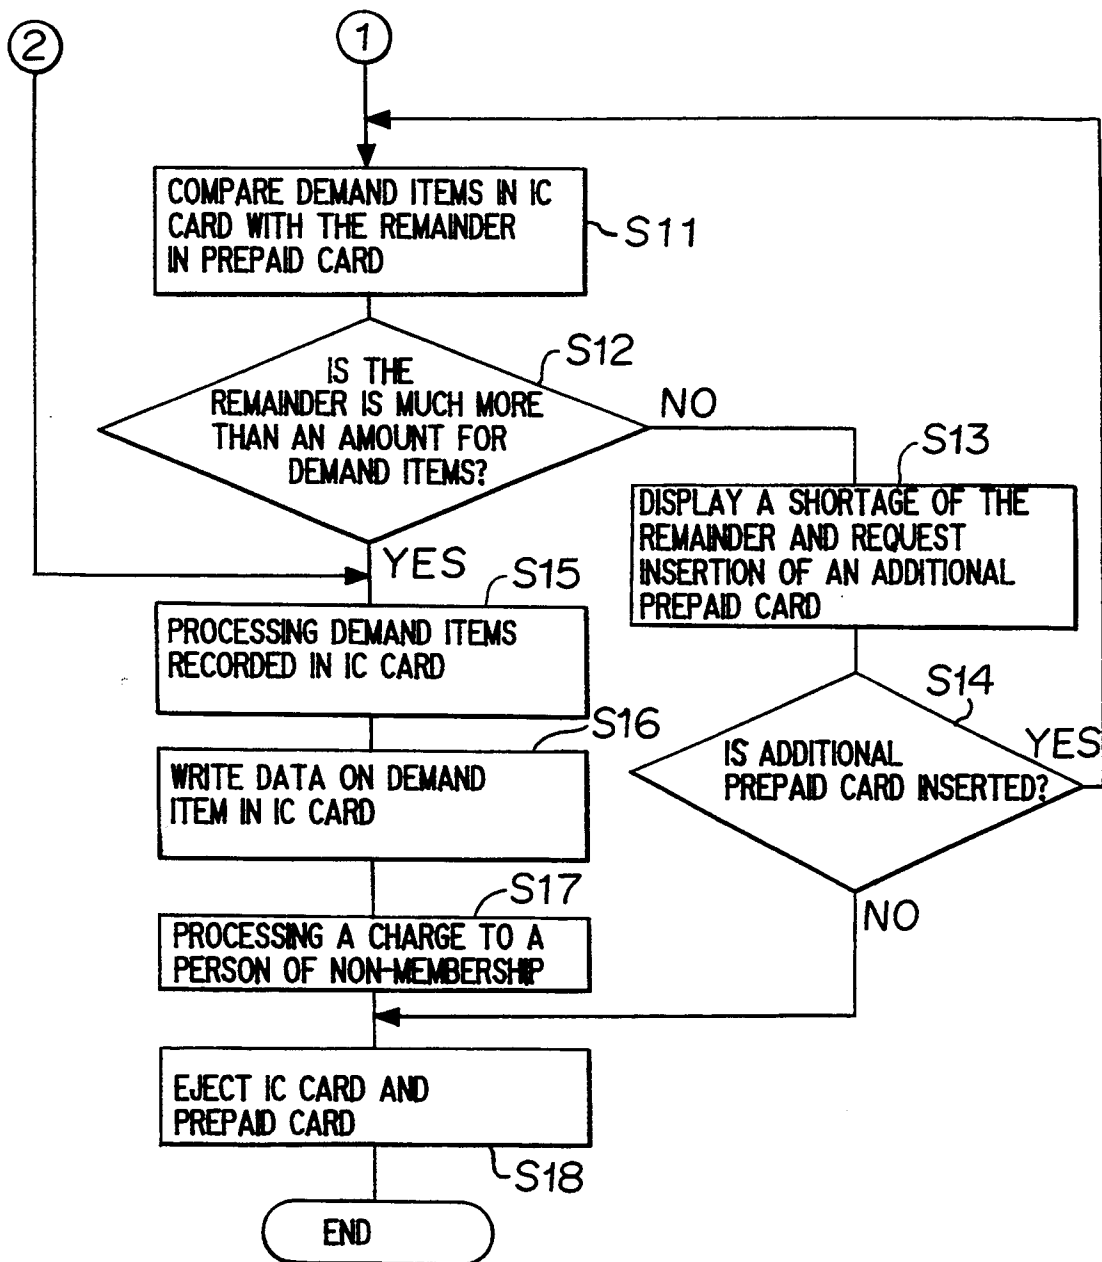 2
1
COMPARE DEMAND ITEMS IN IC
CARD WITH THE REMAINDER
IN PREPAID CARD
S11
IS THE
REMAINDER IS MUCH MORE
THAN AN AMOUNT FOR
DEMAND ITEMS?
S12
NO
S13
DISPLAY A SHORTAGE OF THE
REMAINDER AND REQUEST
INSERTION OF AN ADDITIONAL
PREPAID CARD
YES
S15
PROCESSING DEMAND ITEMS
RECORDED IN IC CARD
S14
IS ADDITIONAL
PREPAID CARD INSERTED?
YES
S16
WRITE DATA ON DEMAND
ITEM IN IC CARD
NO
S17
PROCESSING A CHARGE TO A
PERSON OF NON-MEMBERSHIP
EJECT IC CARD AND
PREPAID CARD
S18
END